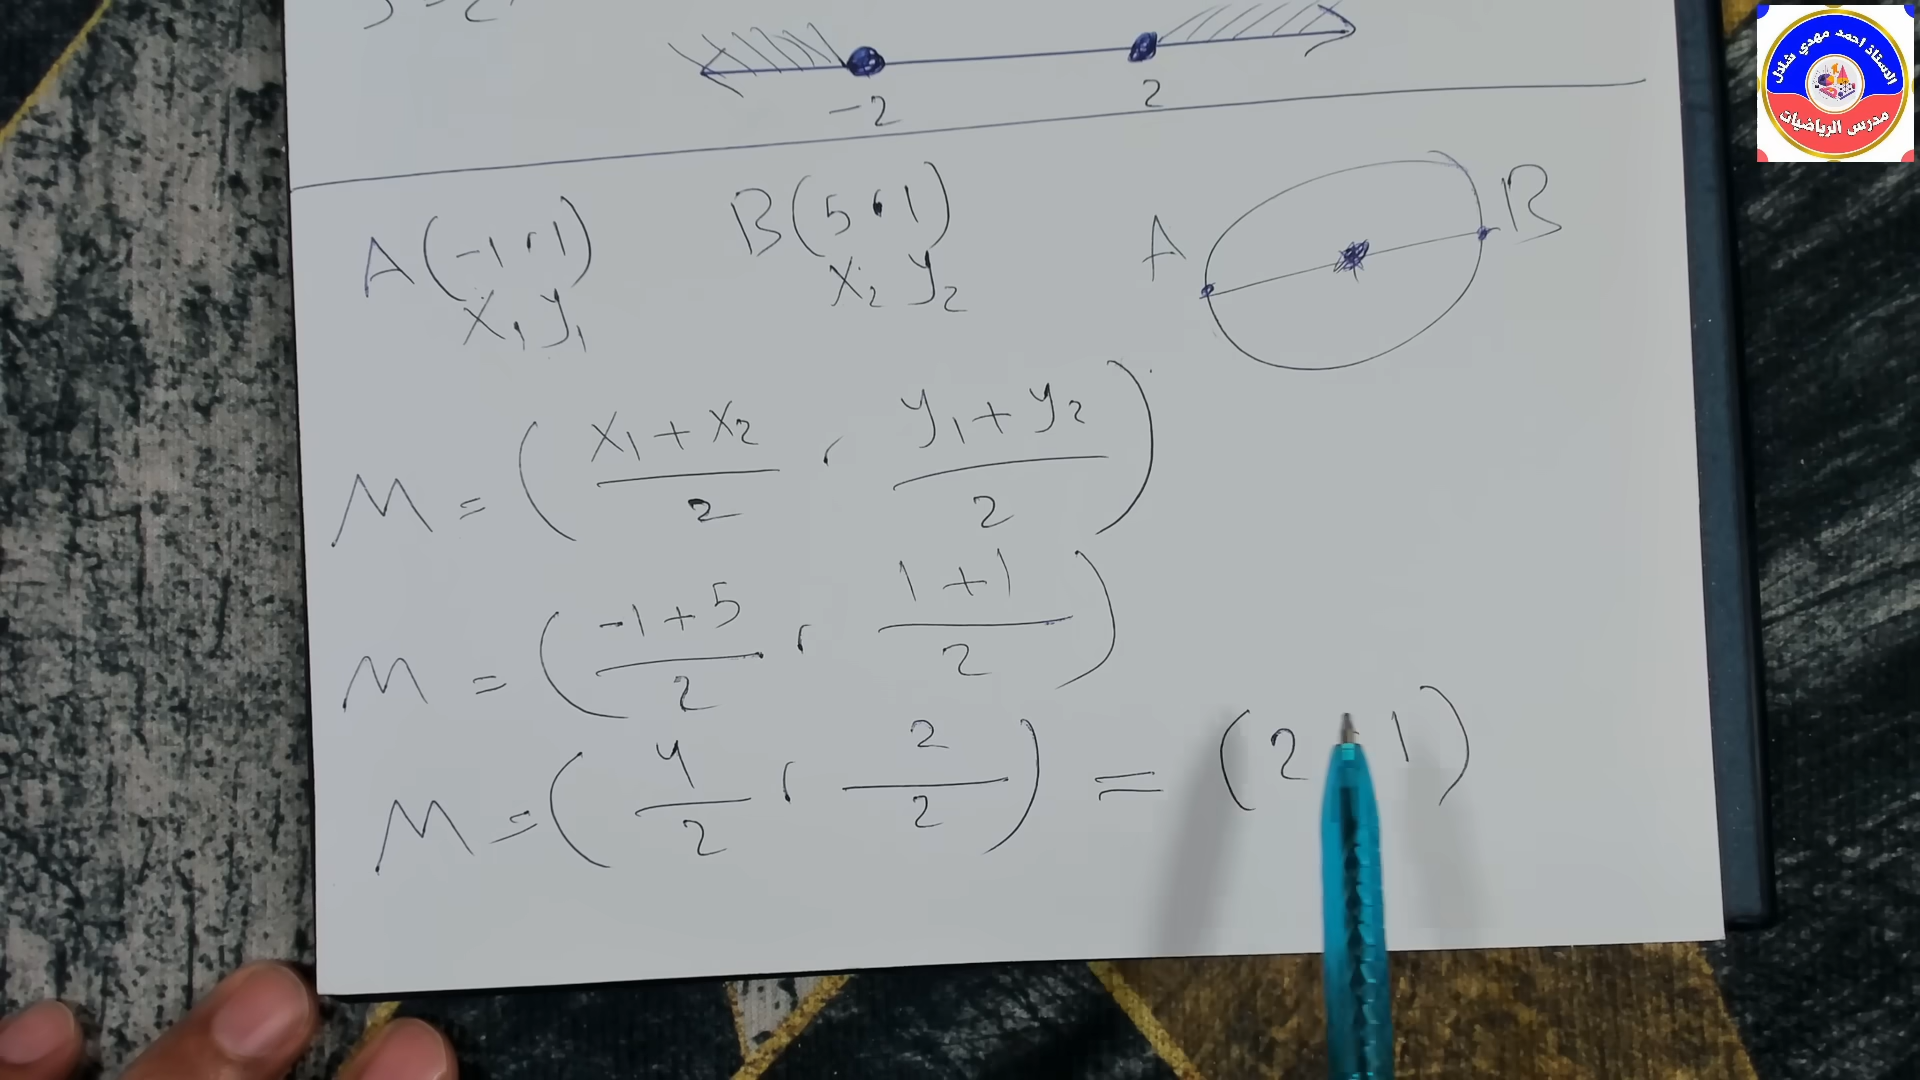 -2 2
A(-1 ، 1) B(5 ، 1) A B
x₁ y₁ x₂ y₂
M = ( x₁ + x₂ / 2 ، y₁ + y₂ / 2 )
M = ( -1 + 5 / 2 ، 1 + 1 / 2 )
M = ( 4 / 2 ، 2 / 2 ) = (2 ، 1)
الاستاذ احمد مهدي شلال
مدرس الرياضيات